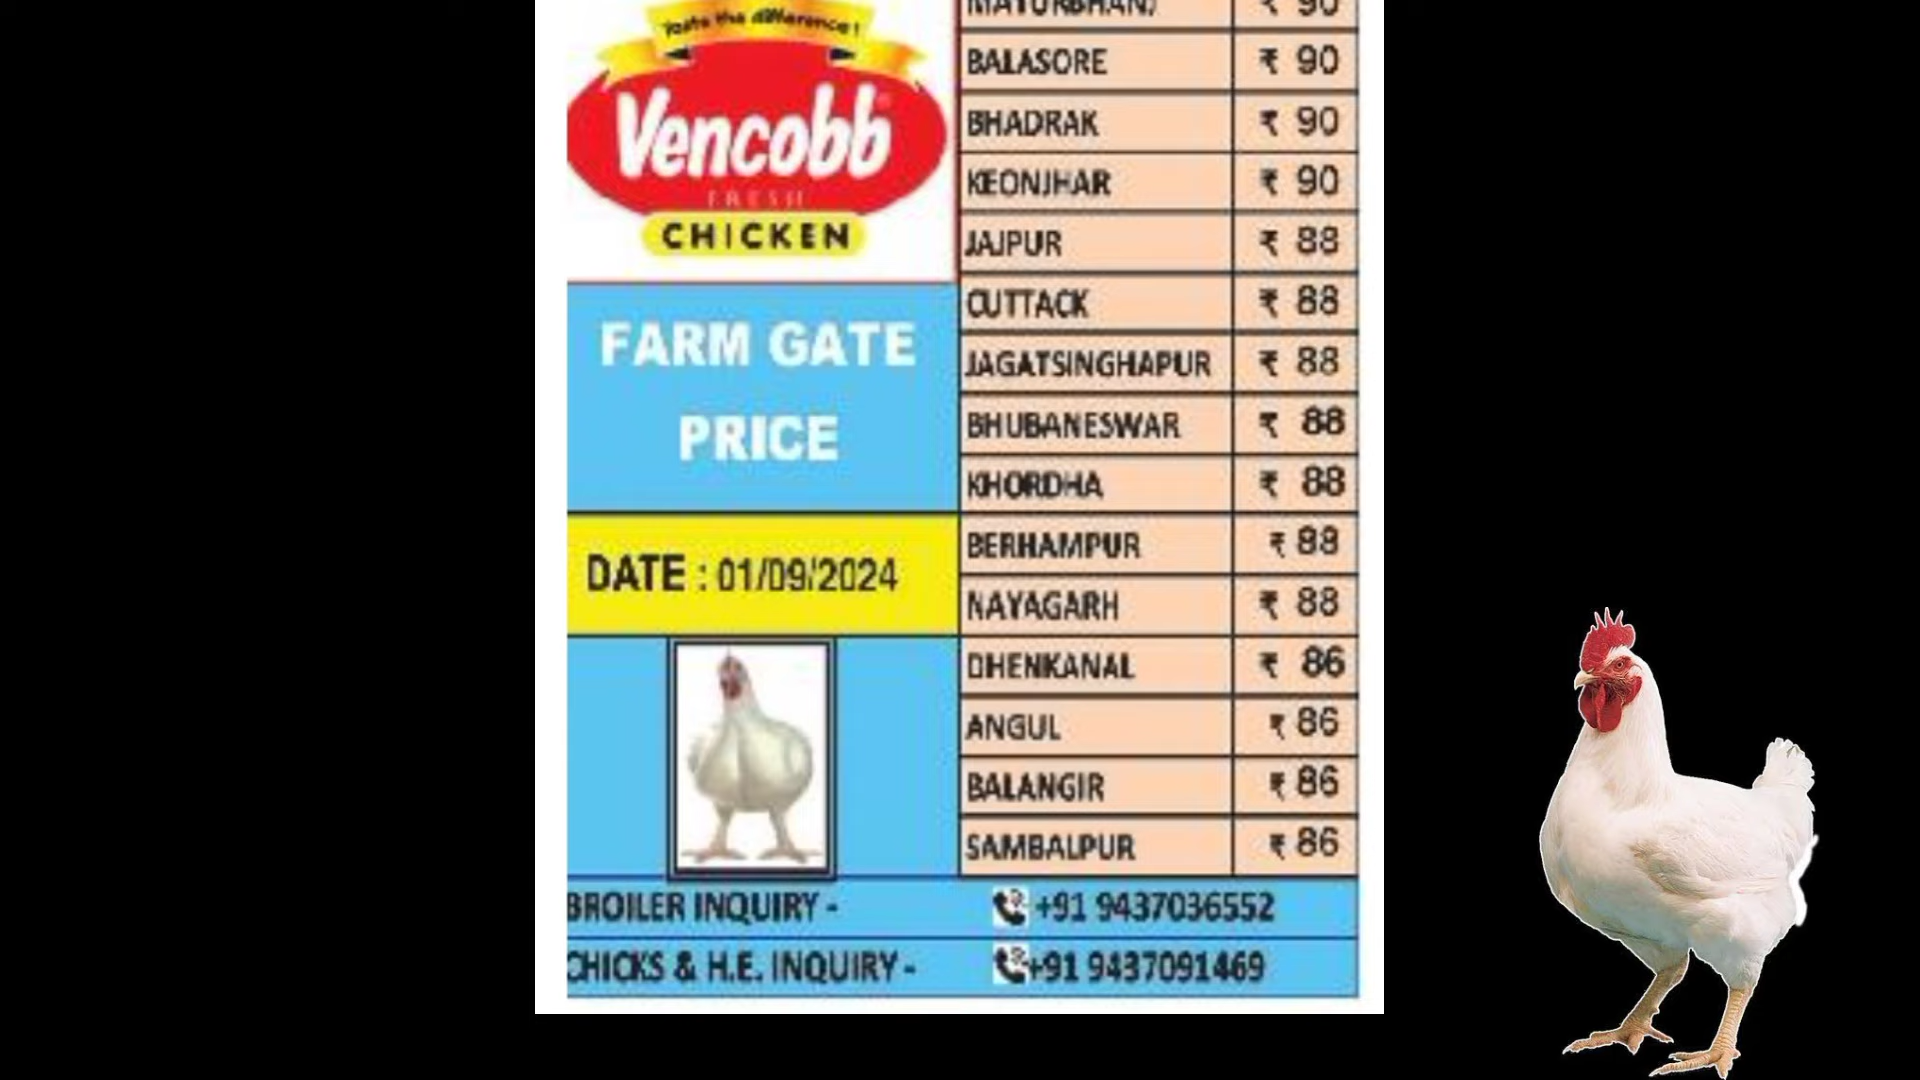 Taste the difference!
Vencobb
FRESH
CHICKEN
FARM GATE
PRICE
DATE : 01/09/2024
MAYURBHANJ ₹ 90
BALASORE ₹ 90
BHADRAK ₹ 90
KEONJHAR ₹ 90
JAJPUR ₹ 88
CUTTACK ₹ 88
JAGATSINGHAPUR ₹ 88
BHUBANESWAR ₹ 88
KHORDHA ₹ 88
BERHAMPUR ₹ 88
NAYAGARH ₹ 88
DHENKANAL ₹ 86
ANGUL ₹ 86
BALANGIR ₹ 86
SAMBALPUR ₹ 86
BROILER INQUIRY - +91 9437036552
CHICKS & H.E. INQUIRY - +91 9437091469